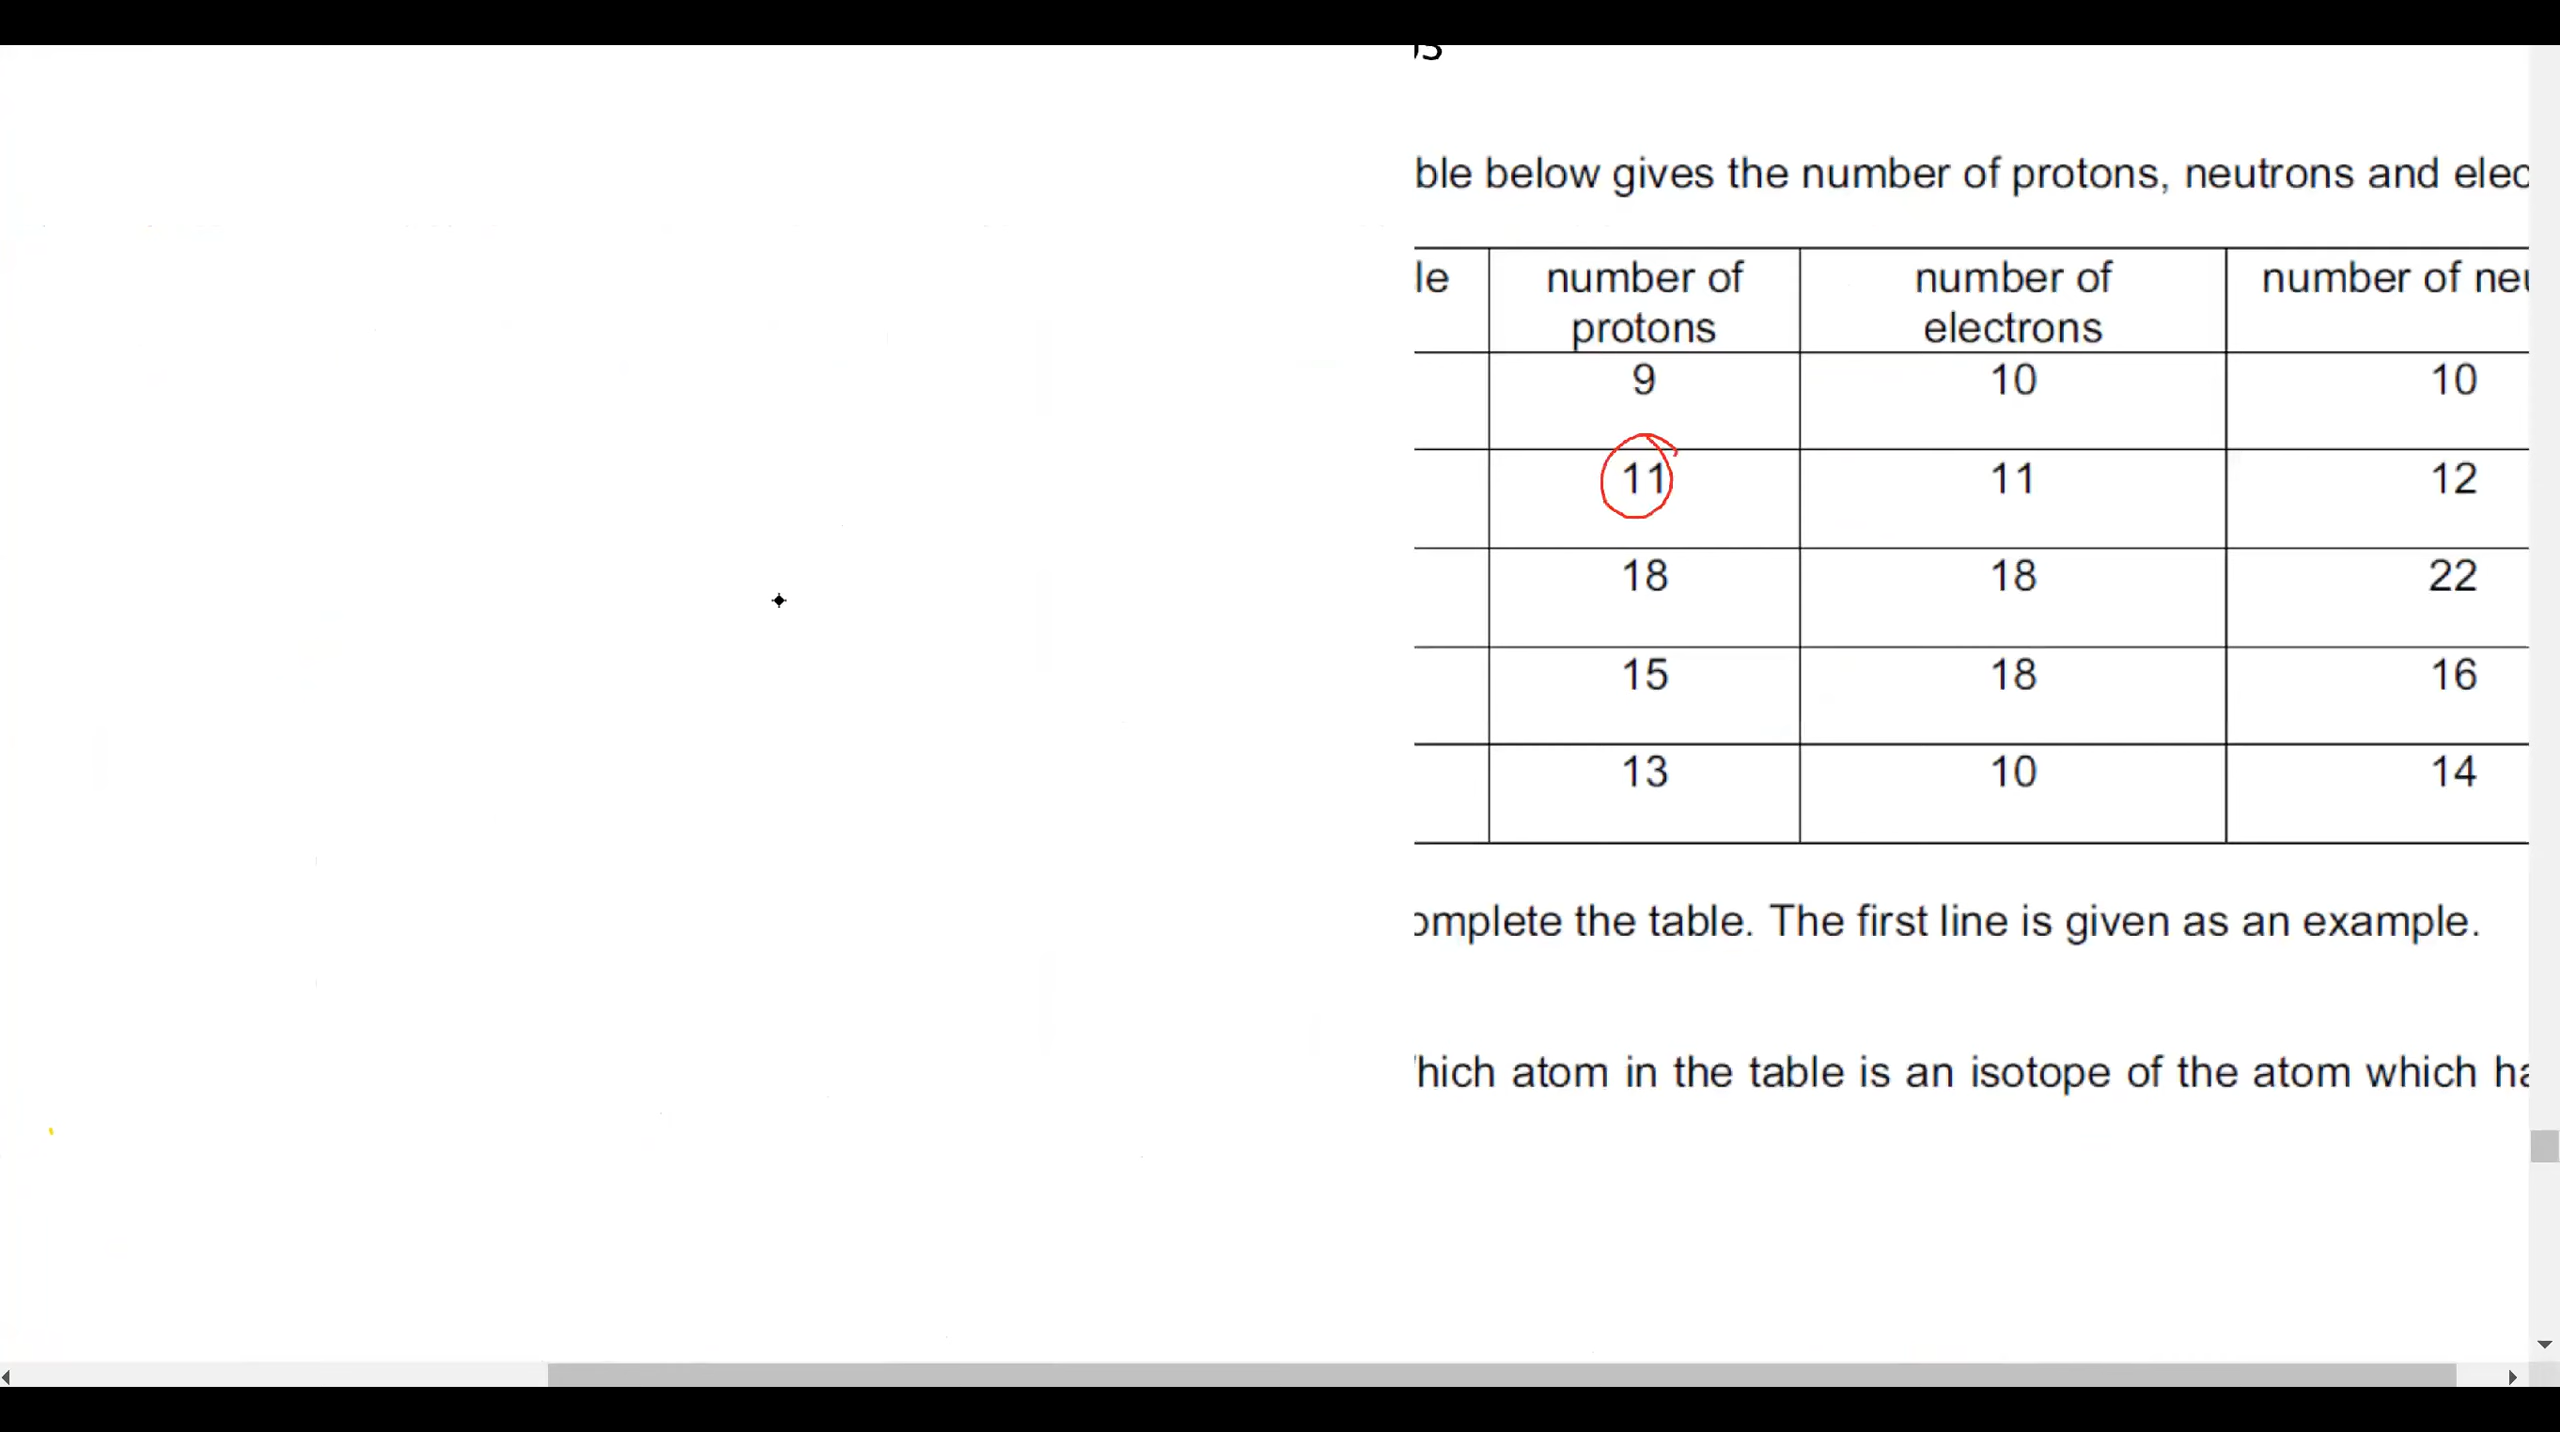 ble below gives the number of protons, neutrons and elec
le number of protons number of electrons number of neu
9 10 10
11 11 12
18 18 22
15 18 16
13 10 14
omplete the table. The first line is given as an example.
hich atom in the table is an isotope of the atom which ha